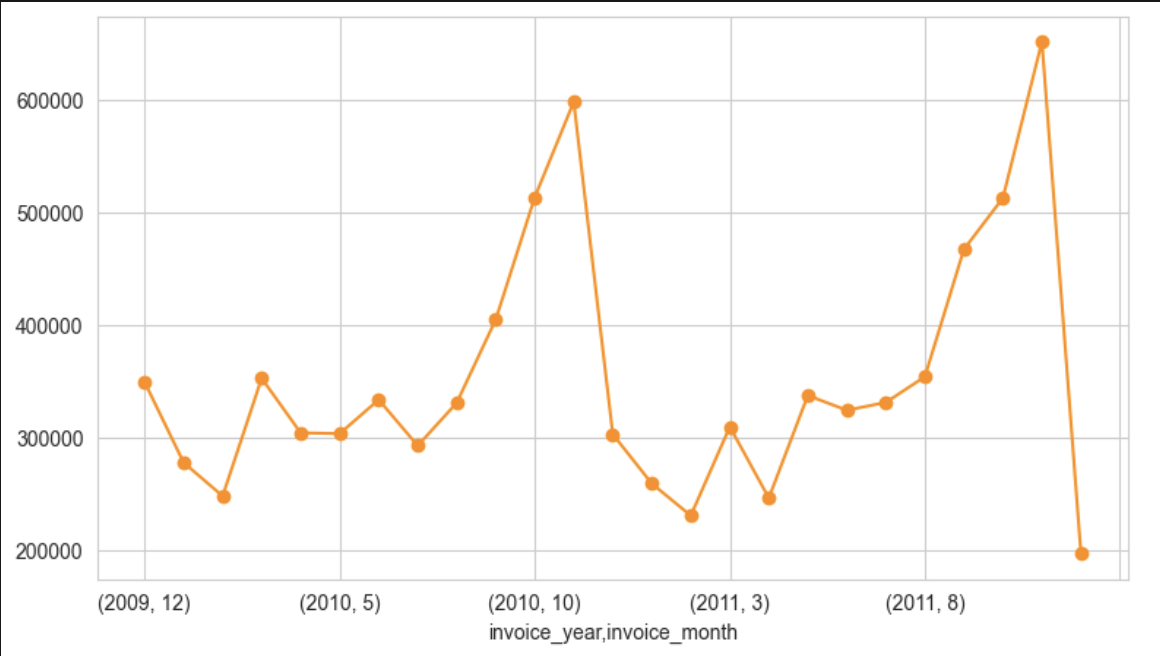 600000
500000
400000
300000
200000
(2009, 12) (2010, 5) (2010, 10) (2011, 3) (2011, 8)
invoice_year,invoice_month